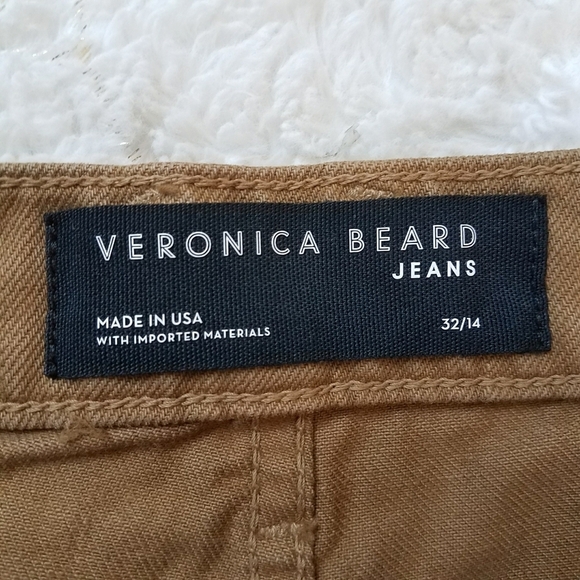 VERONICA BEARD
JEANS
MADE IN USA
WITH IMPORTED MATERIALS
32/14